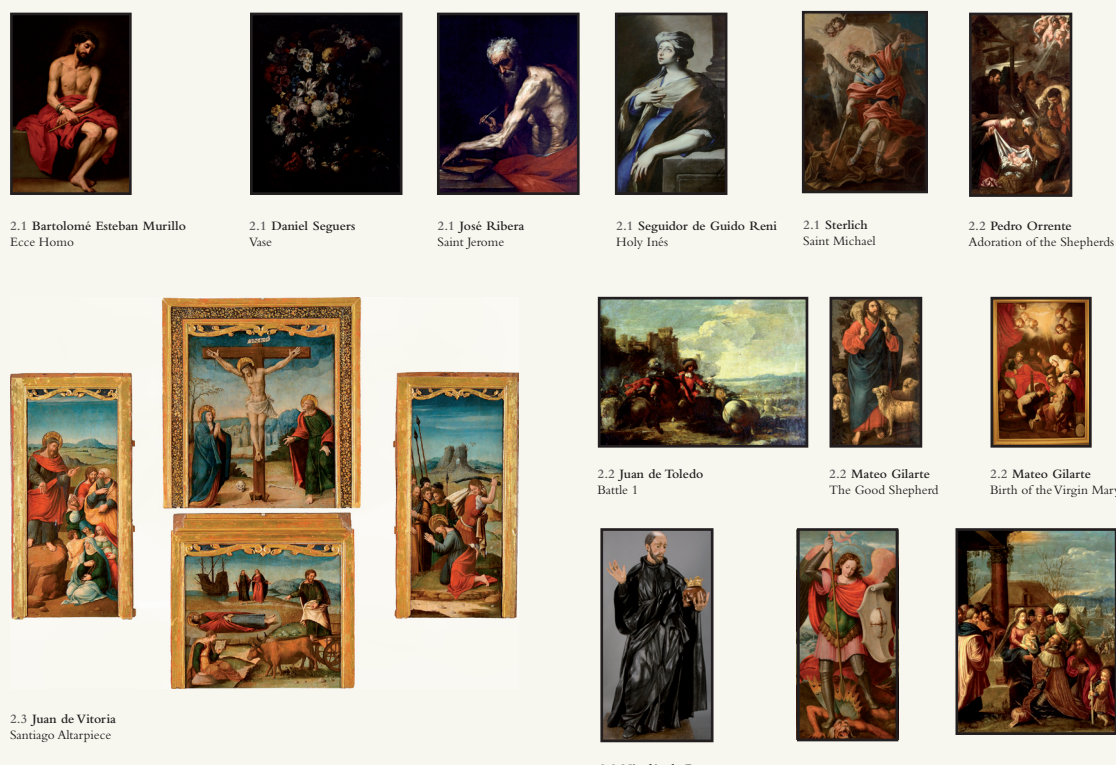 2.1 Bartolomé Esteban Murillo
Ecce Homo
2.1 Daniel Seguers
Vase
2.1 José Ribera
Saint Jerome
2.1 Seguidor de Guido Reni
Holy Inés
2.1 Sterlich
Saint Michael
2.2 Pedro Orrente
Adoration of the Shepherds
2.2 Juan de Toledo
Battle 1
2.2 Mateo Gilarte
The Good Shepherd
2.2 Mateo Gilarte
Birth of the Virgin Mary
2.3 Juan de Vitoria
Santiago Altarpiece